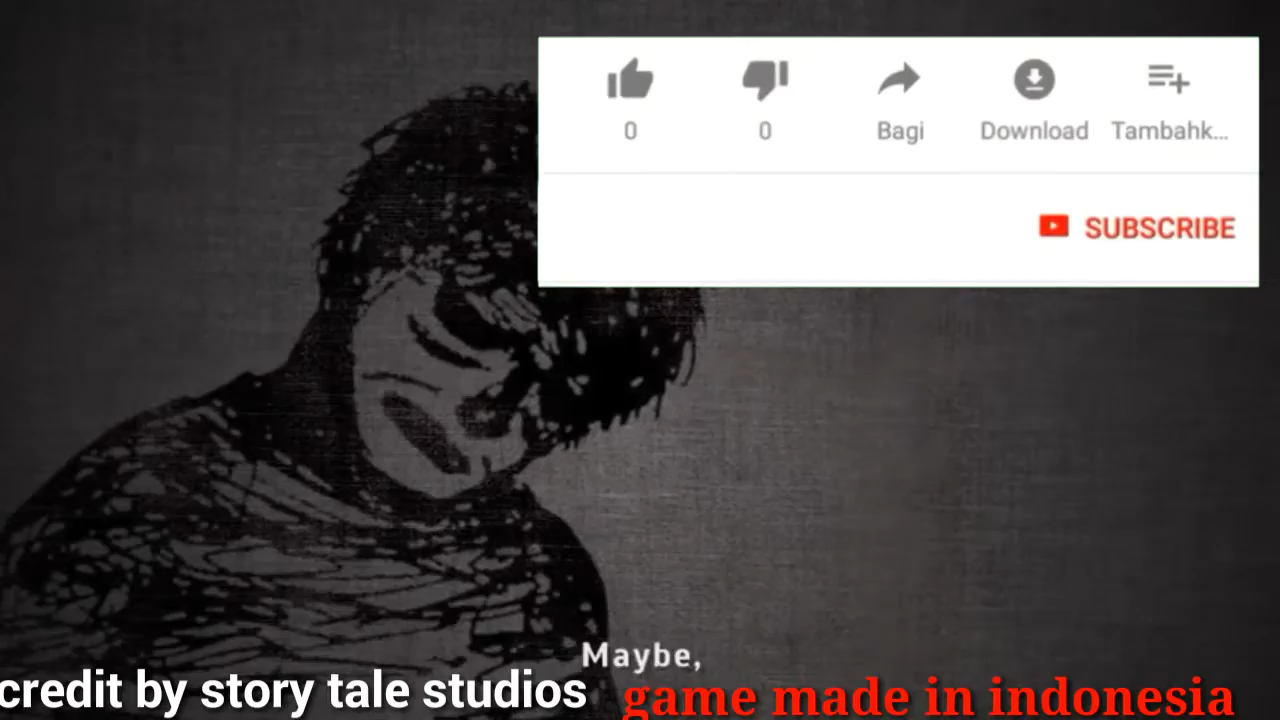 0 0 Bagi Download Tambahk...
SUBSCRIBE
Maybe,
credit by story tale studios
game made in indonesia